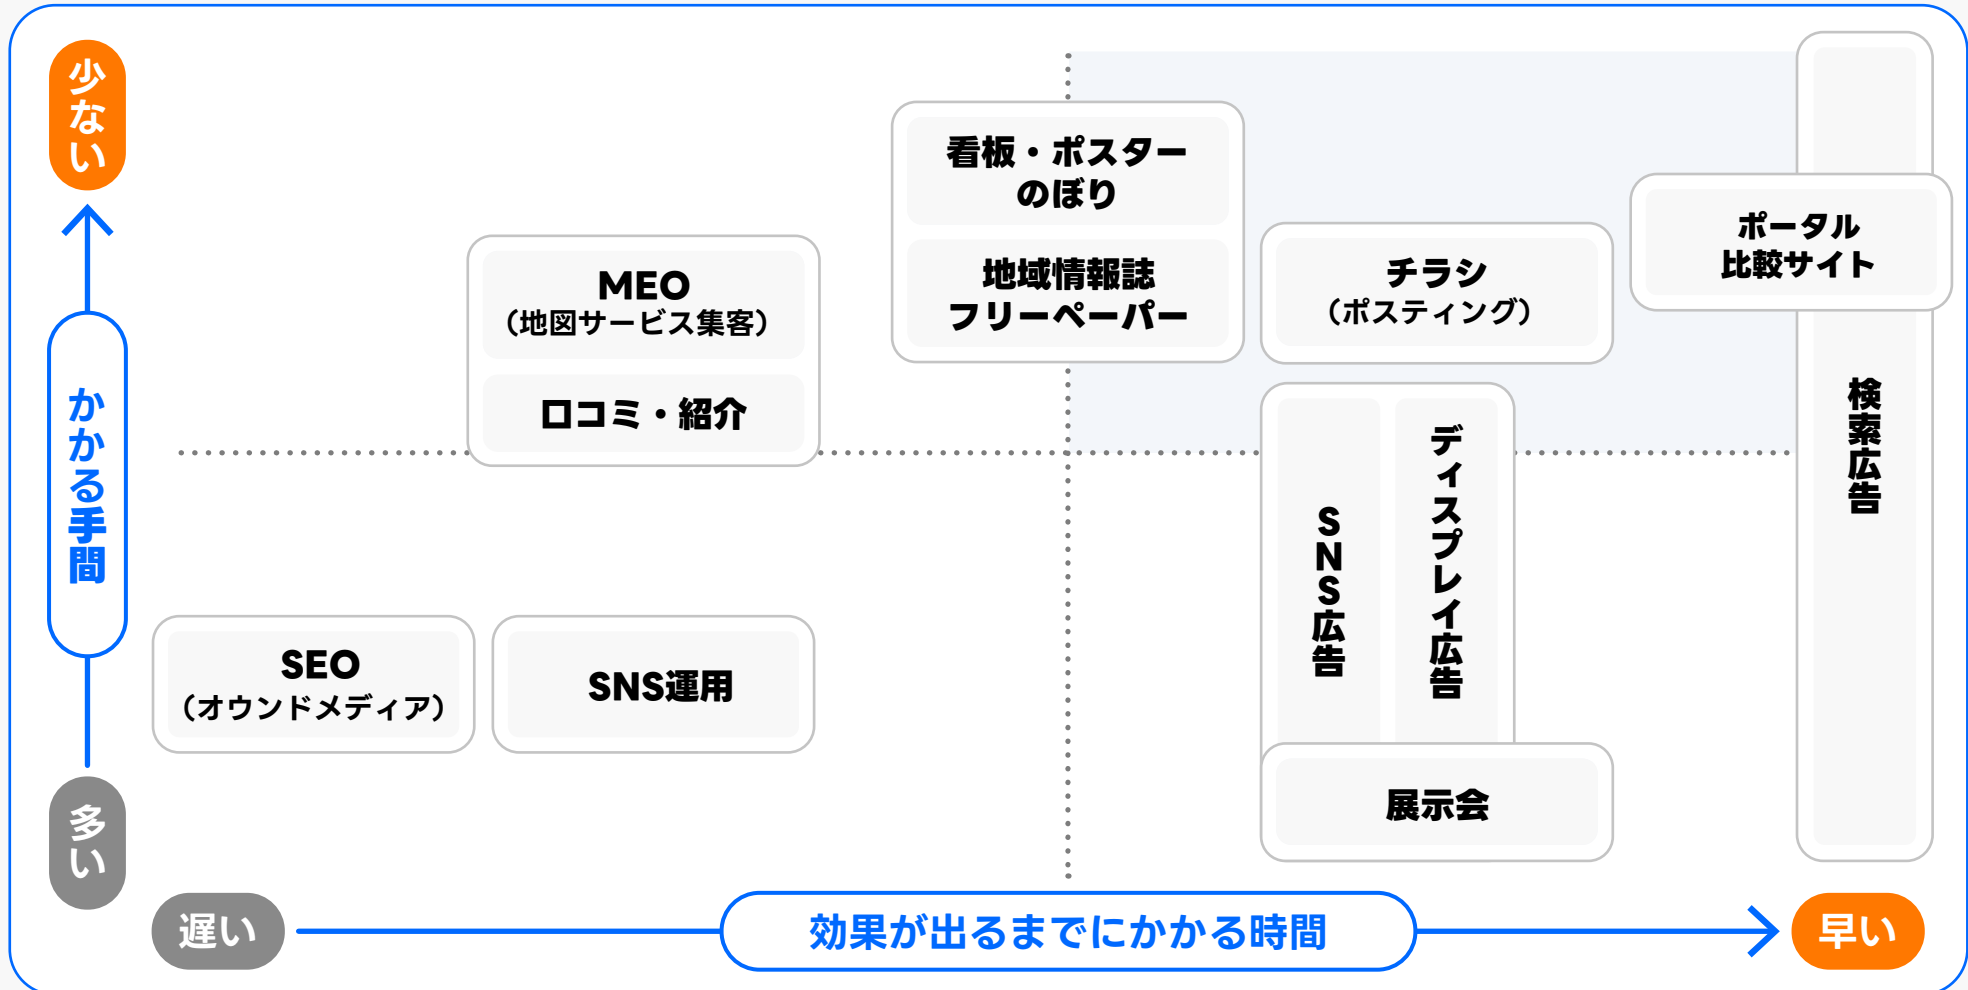 少ない
かかる手間
多い
看板・ポスター
のぼり
地域情報誌
フリーペーパー
MEO
（地図サービス集客）
口コミ・紹介
チラシ
（ポスティング）
ポータル
比較サイト
検索広告
SNS広告
ディスプレイ広告
展示会
SEO
（オウンドメディア）
SNS運用
遅い
効果が出るまでにかかる時間
早い